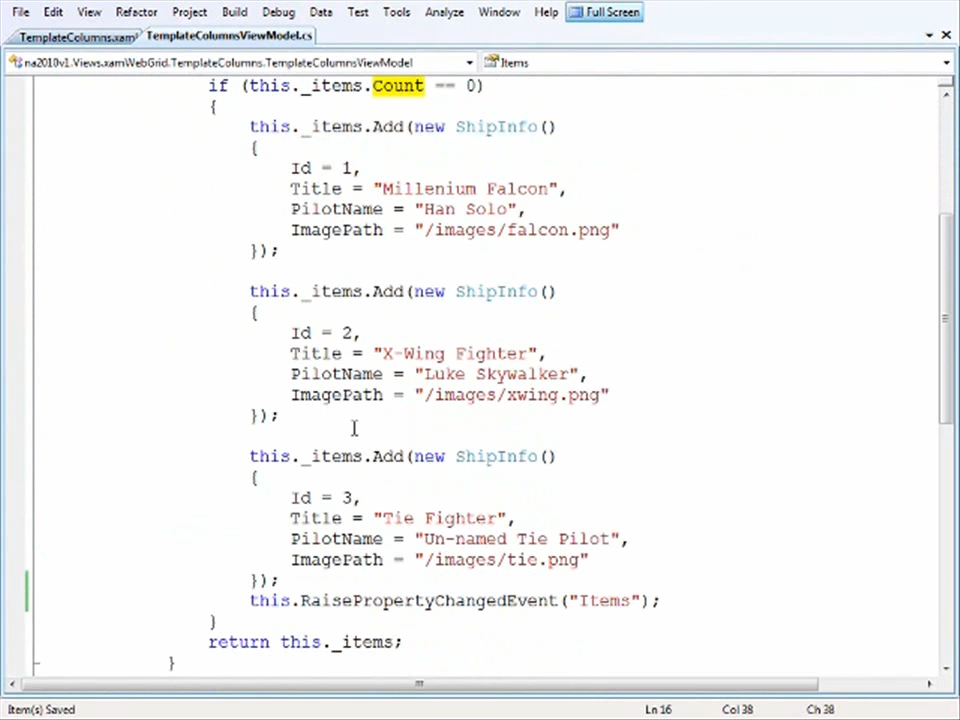 File Edit View Refactor Project Build Debug Data Test Tools Analyze Window Help Full Screen
TemplateColumns.xaml* TemplateColumnsViewModel.cs
na2010v1.Views.xamWebGrid.TemplateColumns.TemplateColumnsViewModel Items
if (this._items.Count == 0)
{
this._items.Add(new ShipInfo()
{
Id = 1,
Title = "Millenium Falcon",
PilotName = "Han Solo",
ImagePath = "/images/falcon.png"
});
this._items.Add(new ShipInfo()
{
Id = 2,
Title = "X-Wing Fighter",
PilotName = "Luke Skywalker",
ImagePath = "/images/xwing.png"
});
this._items.Add(new ShipInfo()
{
Id = 3,
Title = "Tie Fighter",
PilotName = "Un-named Tie Pilot",
ImagePath = "/images/tie.png"
});
this.RaisePropertyChangedEvent("Items");
}
return this._items;
}
Item(s) Saved Ln 16 Col 38 Ch 38